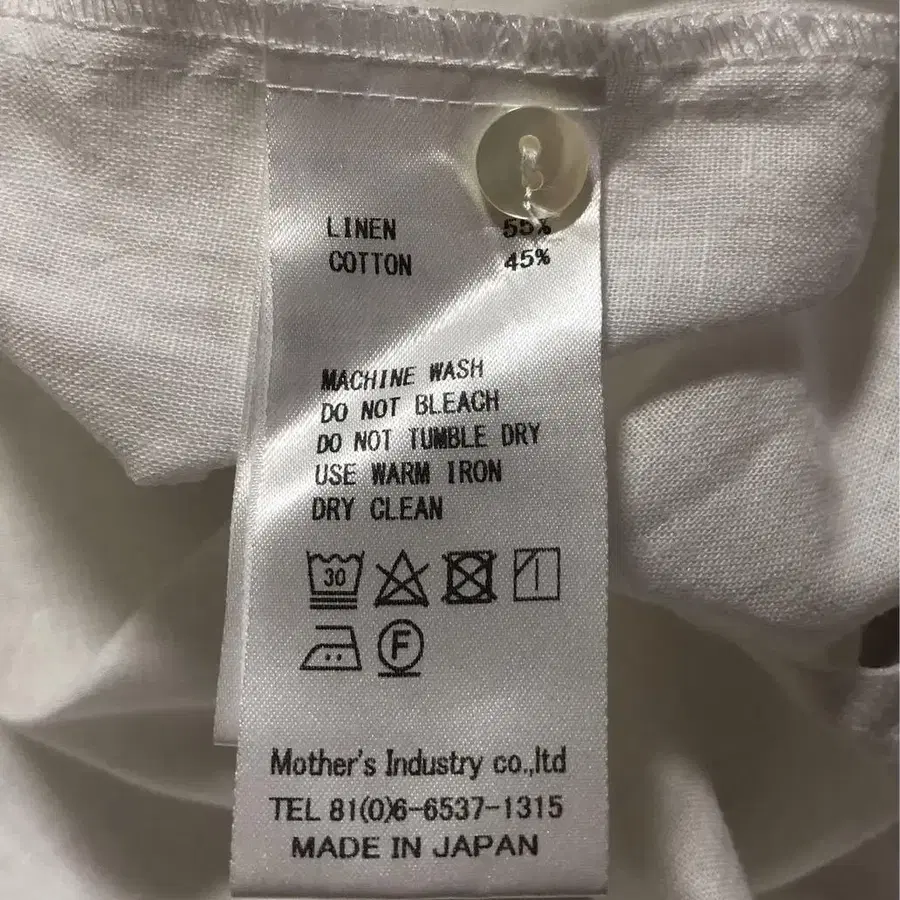 LINEN 55%
COTTON 45%
MACHINE WASH
DO NOT BLEACH
DO NOT TUMBLE DRY
USE WARM IRON
DRY CLEAN
30
F
Mother's Industry co.,ltd
TEL 81(0)6-6537-1315
MADE IN JAPAN